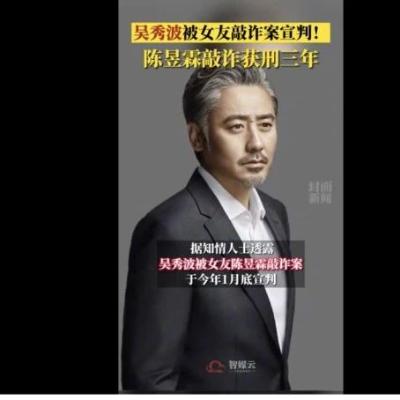 吴秀波被女友敲诈案宣判！
陈昱霖敲诈获刑三年
封面
新闻
据知情人士透露
吴秀波被女友陈昱霖敲诈案
于今年1月底宣判
智媒云